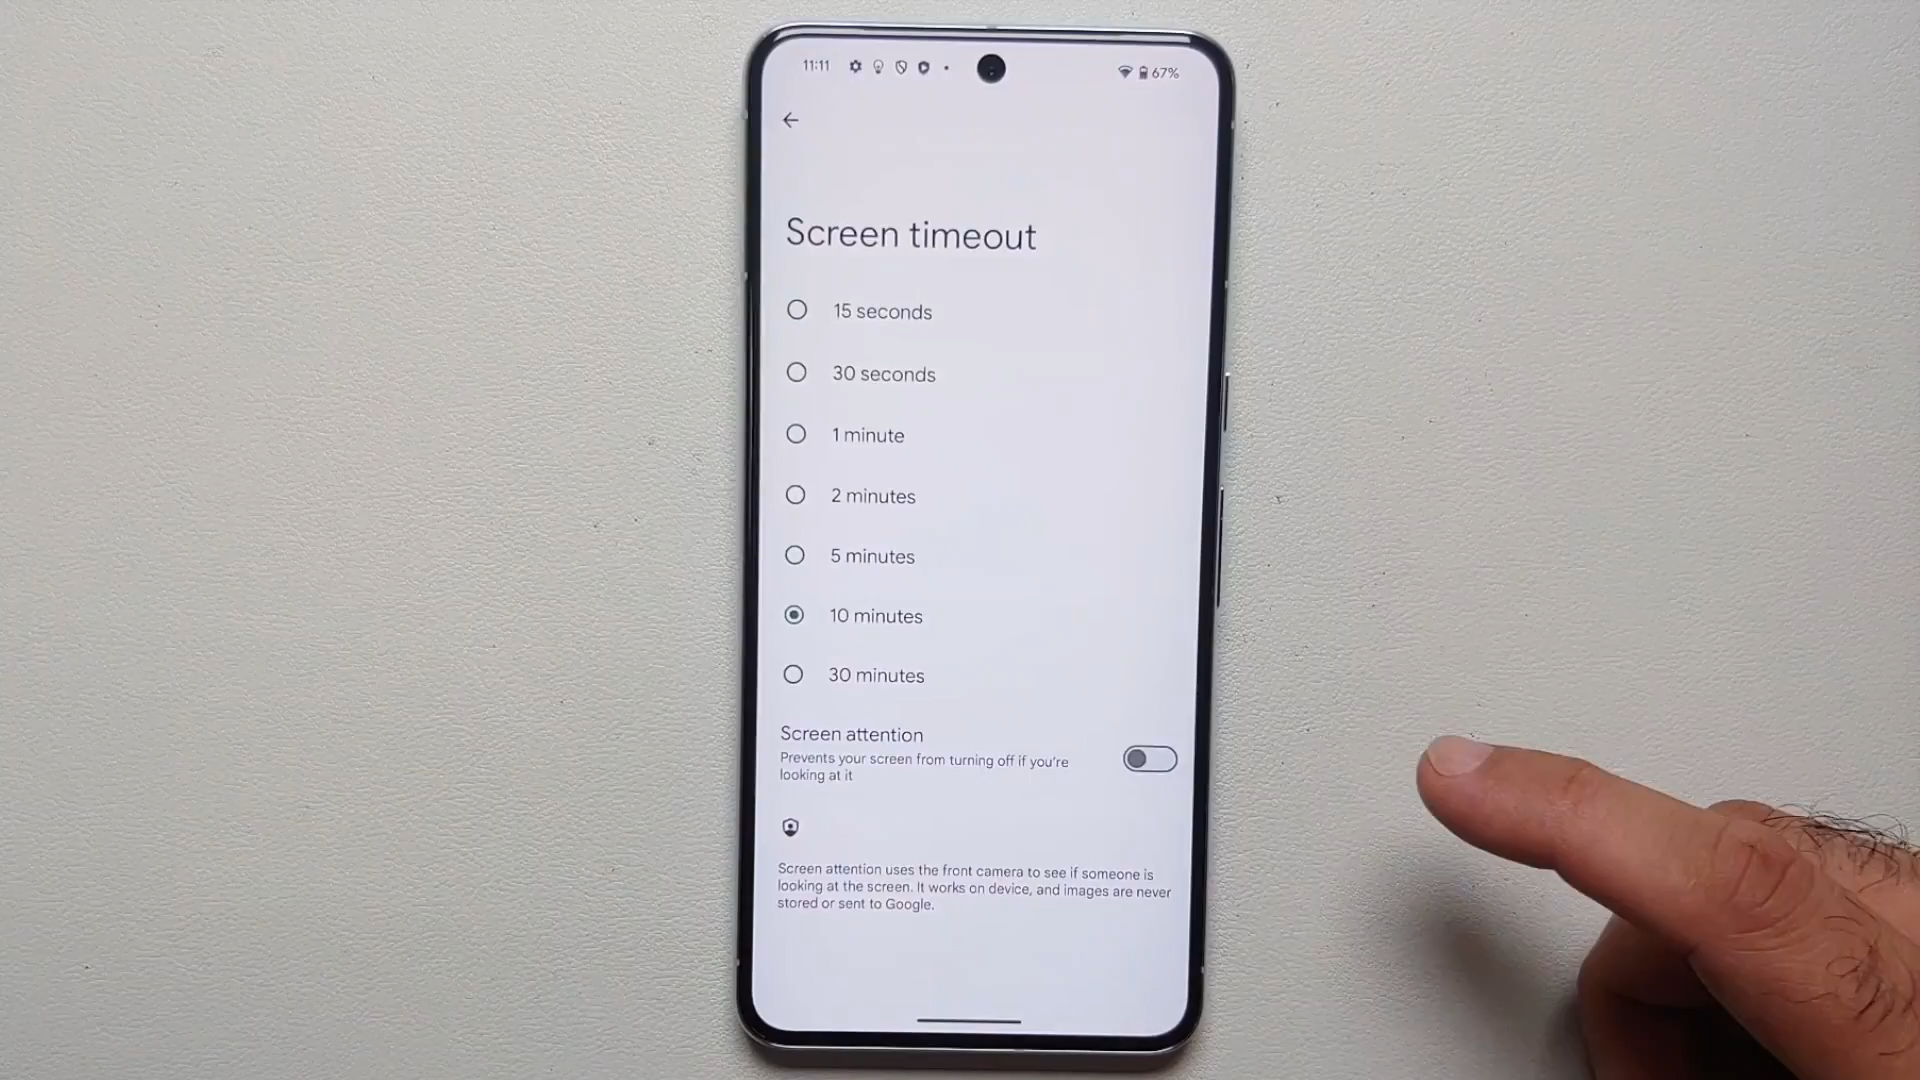 11:11 67%
Screen timeout
15 seconds
30 seconds
1 minute
2 minutes
5 minutes
10 minutes
30 minutes
Screen attention
Prevents your screen from turning off if you're
looking at it
Screen attention uses the front camera to see if someone is
looking at the screen. It works on device, and images are never
stored or sent to Google.